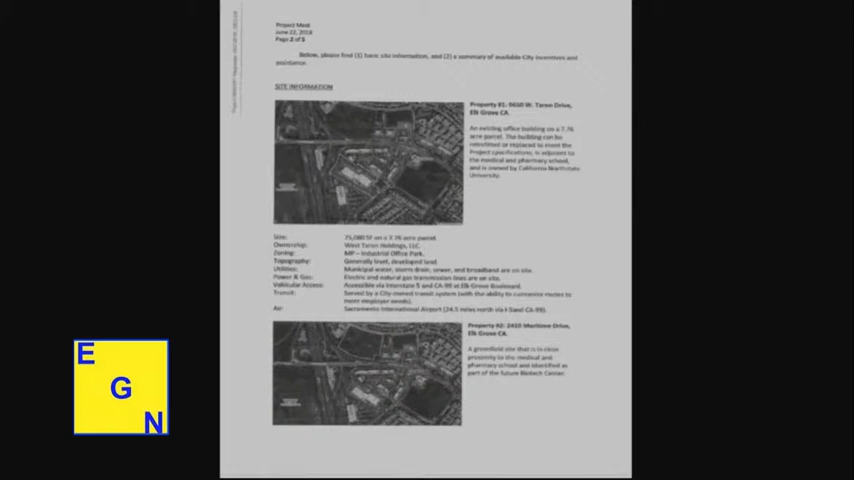 Project Meat
June 22, 2018
Page 2 of 5
Below, please find (1) basic site information, and (2) a summary of available City incentives and
assistance.
SITE INFORMATION
Property #1: 9650 W. Taron Drive,
Elk Grove CA.
An existing office building on a 7.76
acre parcel. The building can be
retrofitted or replaced to meet the
Project specifications, is adjacent to
the medical and pharmacy school,
and is owned by California Northstate
University.
Size: 75,080 SF on a 7.76 acre parcel.
Ownership: West Taron Holdings, LLC.
Zoning: MP – Industrial Office Park.
Topography: Generally level, developed land.
Utilities: Municipal water, storm drain, sewer, and broadband are on site.
Power & Gas: Electric and natural gas transmission lines are on site.
Vehicular Access: Accessible via Interstate 5 and CA-99 at Elk Grove Boulevard.
Transit: Served by a City-owned transit system (with the ability to customize routes to
meet employer needs).
Air: Sacramento International Airport (24.5 miles north via I-5 and CA-99).
Property #2: 2410 Maritime Drive,
Elk Grove CA.
A greenfield site that is in close
proximity to the medical and
pharmacy school and identified as
part of the future Biotech Center.
E
G
N